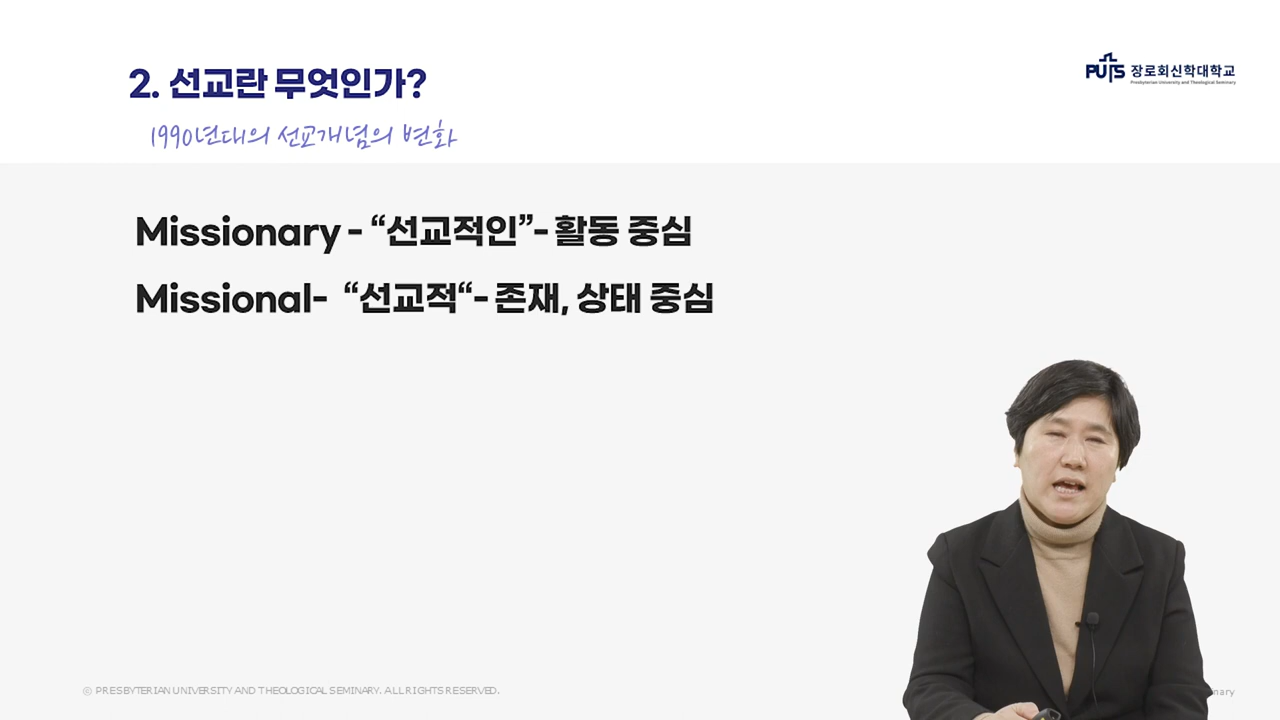 2. 선교란 무엇인가?
1990년대의 선교개념의 변화
PUTS 장로회신학대학교
Presbyterian University and Theological Seminary
Missionary - “선교적인”- 활동 중심
Missional- “선교적“- 존재, 상태 중심
© PRESBYTERIAN UNIVERSITY AND THEOLOGICAL SEMINARY. ALL RIGHTS RESERVED.